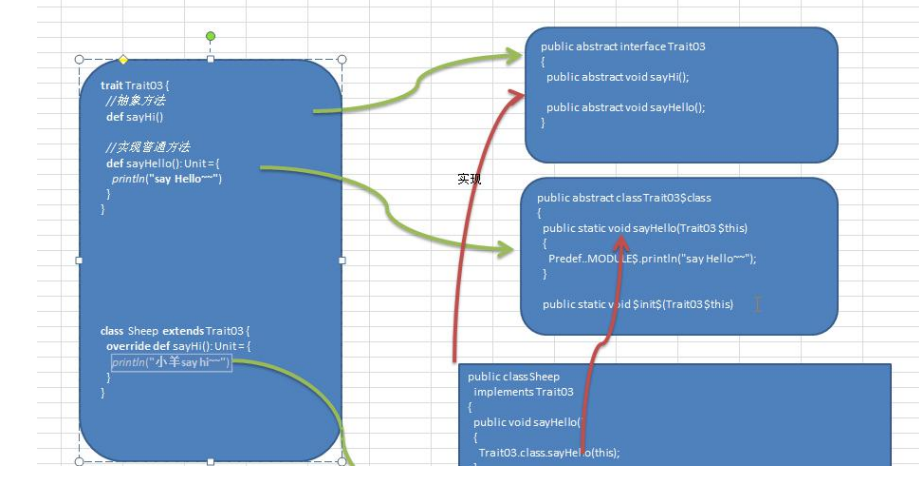 trait Trait03 {
//抽象方法
def sayHi()
//实现普通方法
def sayHello(): Unit = {
println("say Hello~~")
}
}
class Sheep extends Trait03 {
override def sayHi(): Unit = {
println("小羊say hi~~")
}
}
public abstract interface Trait03
{
public abstract void sayHi();
public abstract void sayHello();
}
实现
public abstract class Trait03$class
{
public static void sayHello(Trait03 $this)
{
Predef..MODULE$.println("say Hello~~");
}
public static void $init$(Trait03 $this)
public class Sheep
implements Trait03
{
public void sayHello()
{
Trait03.class.sayHello(this);